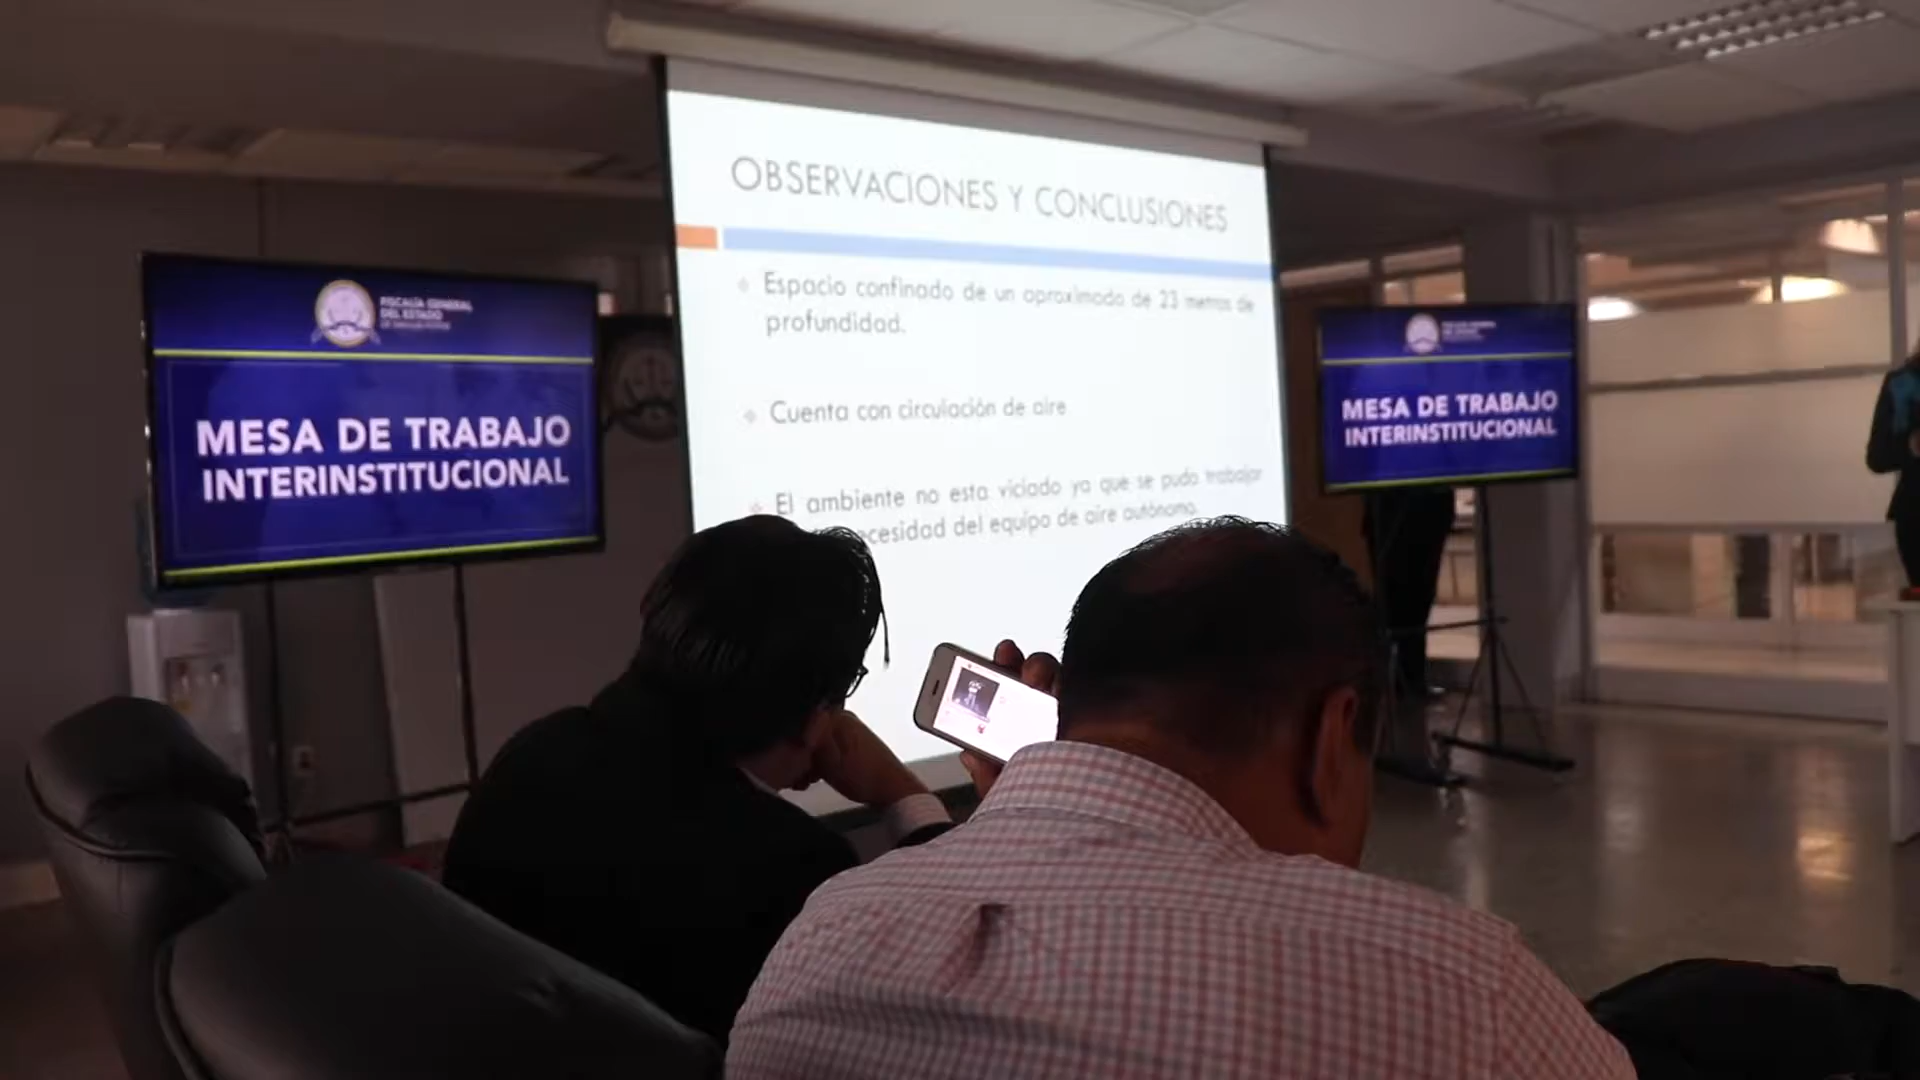 FISCALÍA GENERAL
DEL ESTADO
MESA DE TRABAJO
INTERINSTITUCIONAL
OBSERVACIONES Y CONCLUSIONES
Espacio confinado de un aproximado de 23 metros de
profundidad.
Cuenta con circulación de aire
El ambiente no esta viciado ya que se pudo trabajar
del equipo de aire autónomo.
MESA DE TRABAJO
INTERINSTITUCIONAL